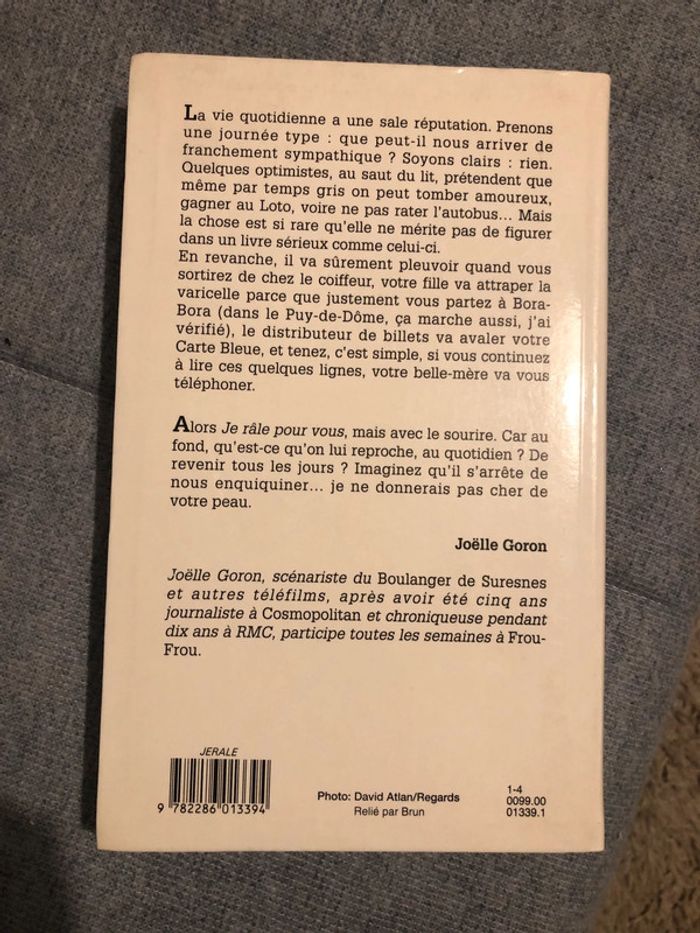 La vie quotidienne a une sale réputation. Prenons
une journée type : que peut-il nous arriver de
franchement sympathique ? Soyons clairs : rien.
Quelques optimistes, au saut du lit, prétendent que
même par temps gris on peut tomber amoureux,
gagner au Loto, voire ne pas rater l'autobus... Mais
la chose est si rare qu'elle ne mérite pas de figurer
dans un livre sérieux comme celui-ci.
En revanche, il va sûrement pleuvoir quand vous
sortirez de chez le coiffeur, votre fille va attraper la
varicelle parce que justement vous partez à Bora-
Bora (dans le Puy-de-Dôme, ça marche aussi, j'ai
vérifié), le distributeur de billets va avaler votre
Carte Bleue, et tenez, c'est simple, si vous continuez
à lire ces quelques lignes, votre belle-mère va vous
téléphoner.
Alors Je râle pour vous, mais avec le sourire. Car au
fond, qu'est-ce qu'on lui reproche, au quotidien ? De
revenir tous les jours ? Imaginez qu'il s'arrête de
nous enquiquiner... je ne donnerais pas cher de
votre peau.
Joëlle Goron
Joëlle Goron, scénariste du Boulanger de Suresnes
et autres téléfilms, après avoir été cinq ans
journaliste à Cosmopolitan et chroniqueuse pendant
dix ans à RMC, participe toutes les semaines à Frou-
Frou.
JERALE
9 782286 013394
Photo: David Atlan/Regards
Relié par Brun
1-4
0099.00
01339.1